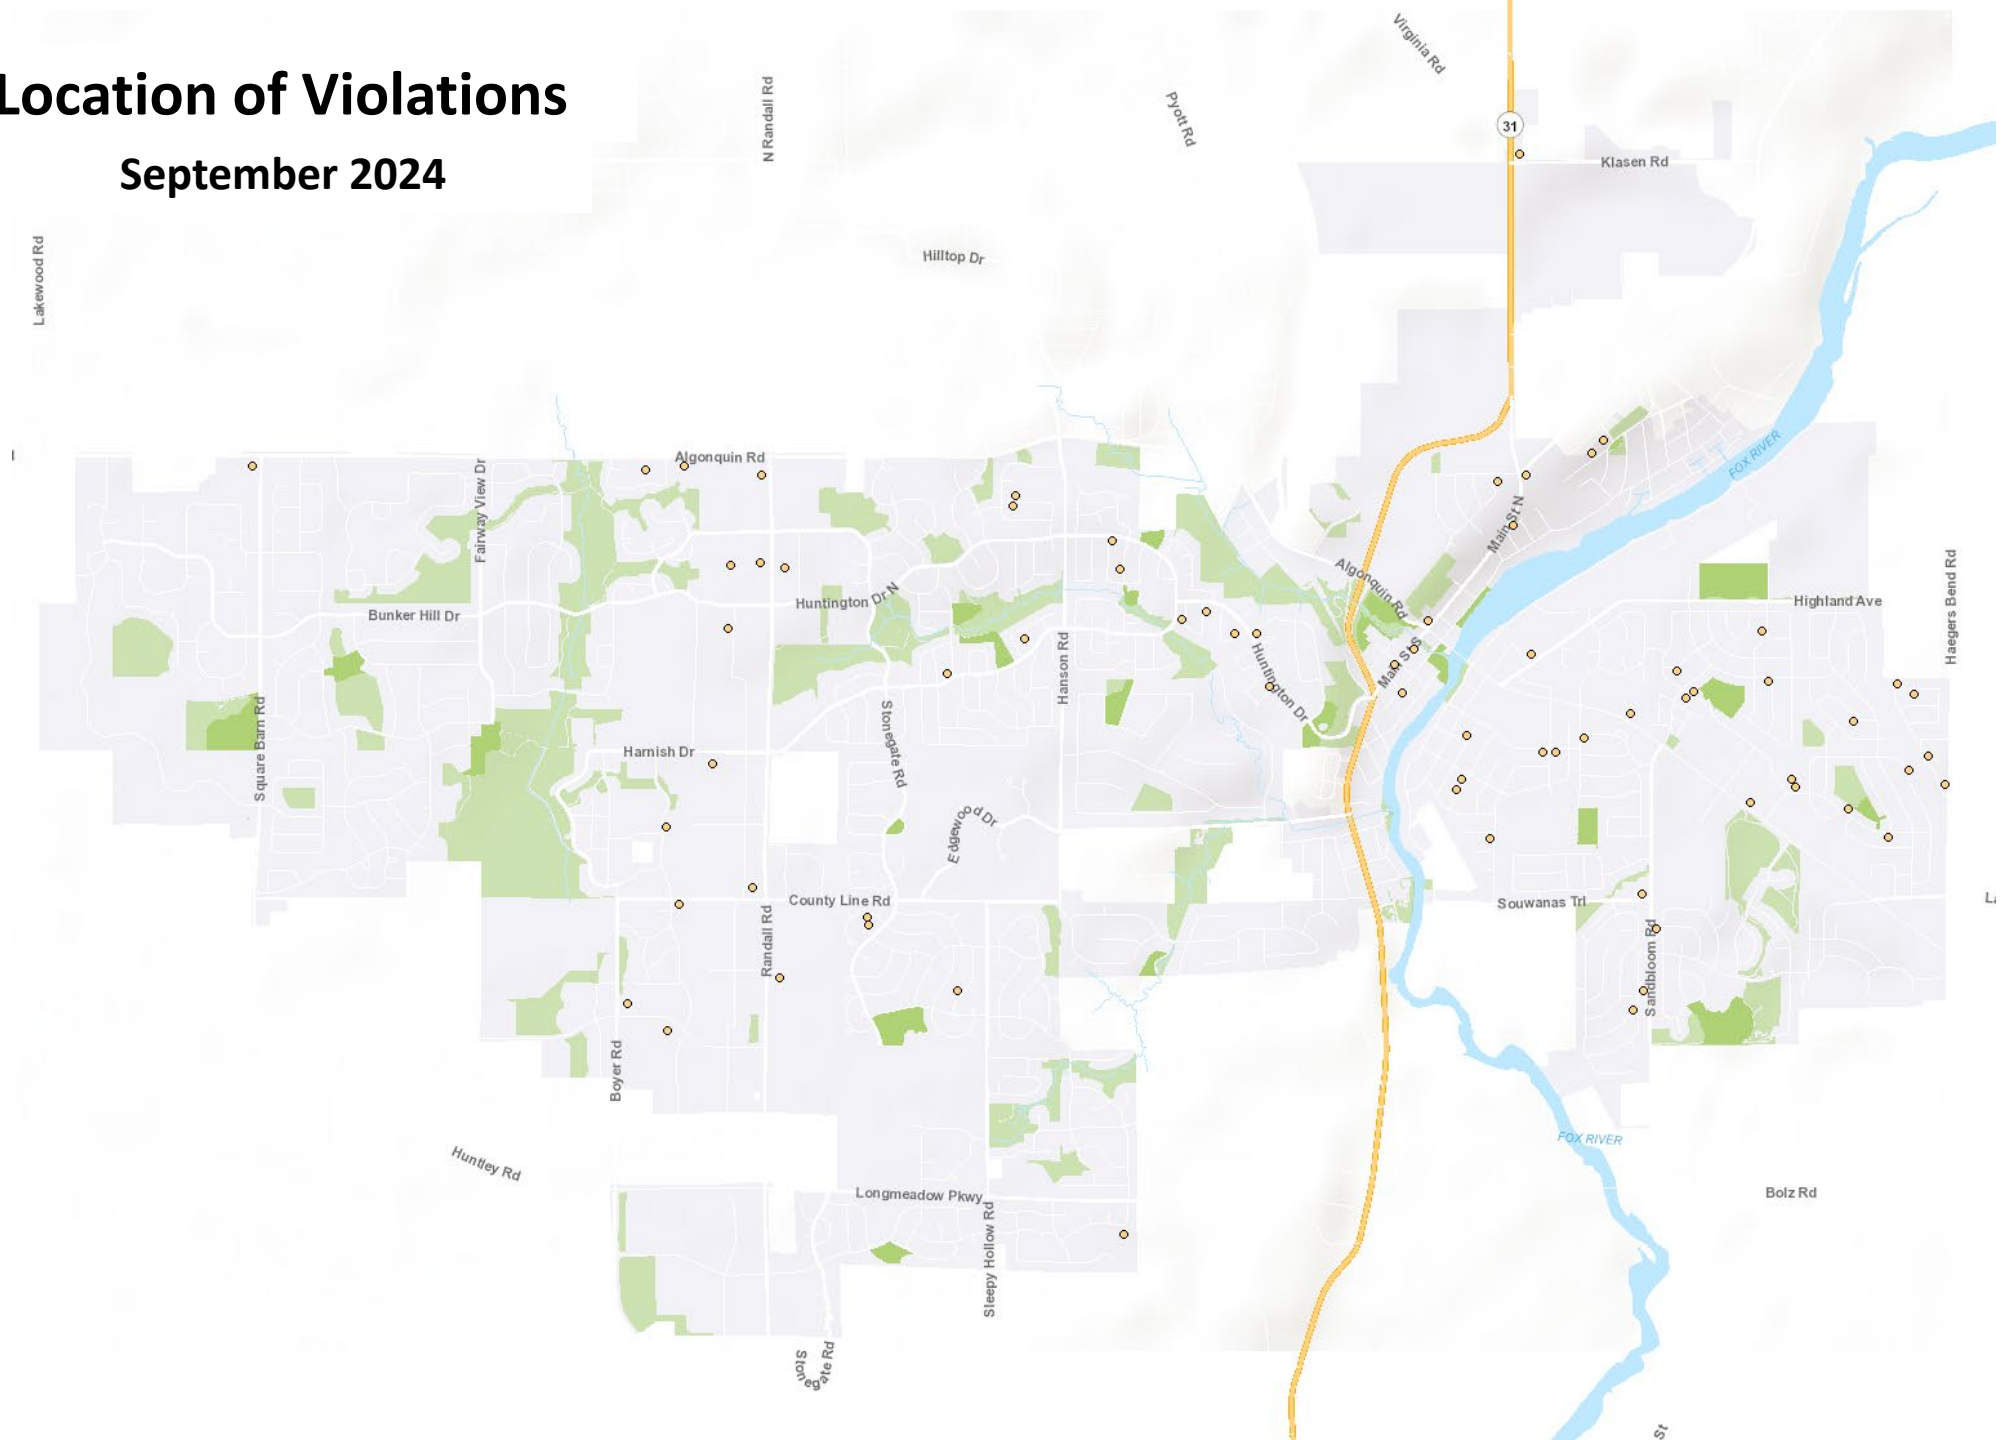 Location of Violations
September 2024
Virginia Rd
N Randall Rd
Pyott Rd
31
Klasen Rd
Lakewood Rd
Hilltop Dr
Algonquin Rd
Fairway View Dr
FOX RIVER
Main St N
Algonquin Rd
Huntington Dr N
Bunker Hill Dr
Highland Ave
Haegers Bend Rd
Hanson Rd
Main St S
Huntington Dr
Square Barn Rd
Stonegate Rd
Harnish Dr
Edgewood Dr
County Line Rd
Souwanas Trl
Randall Rd
Sandbloom Rd
Boyer Rd
Huntley Rd
FOX RIVER
Longmeadow Pkwy
Bolz Rd
Sleepy Hollow Rd
Stonegate Rd
St